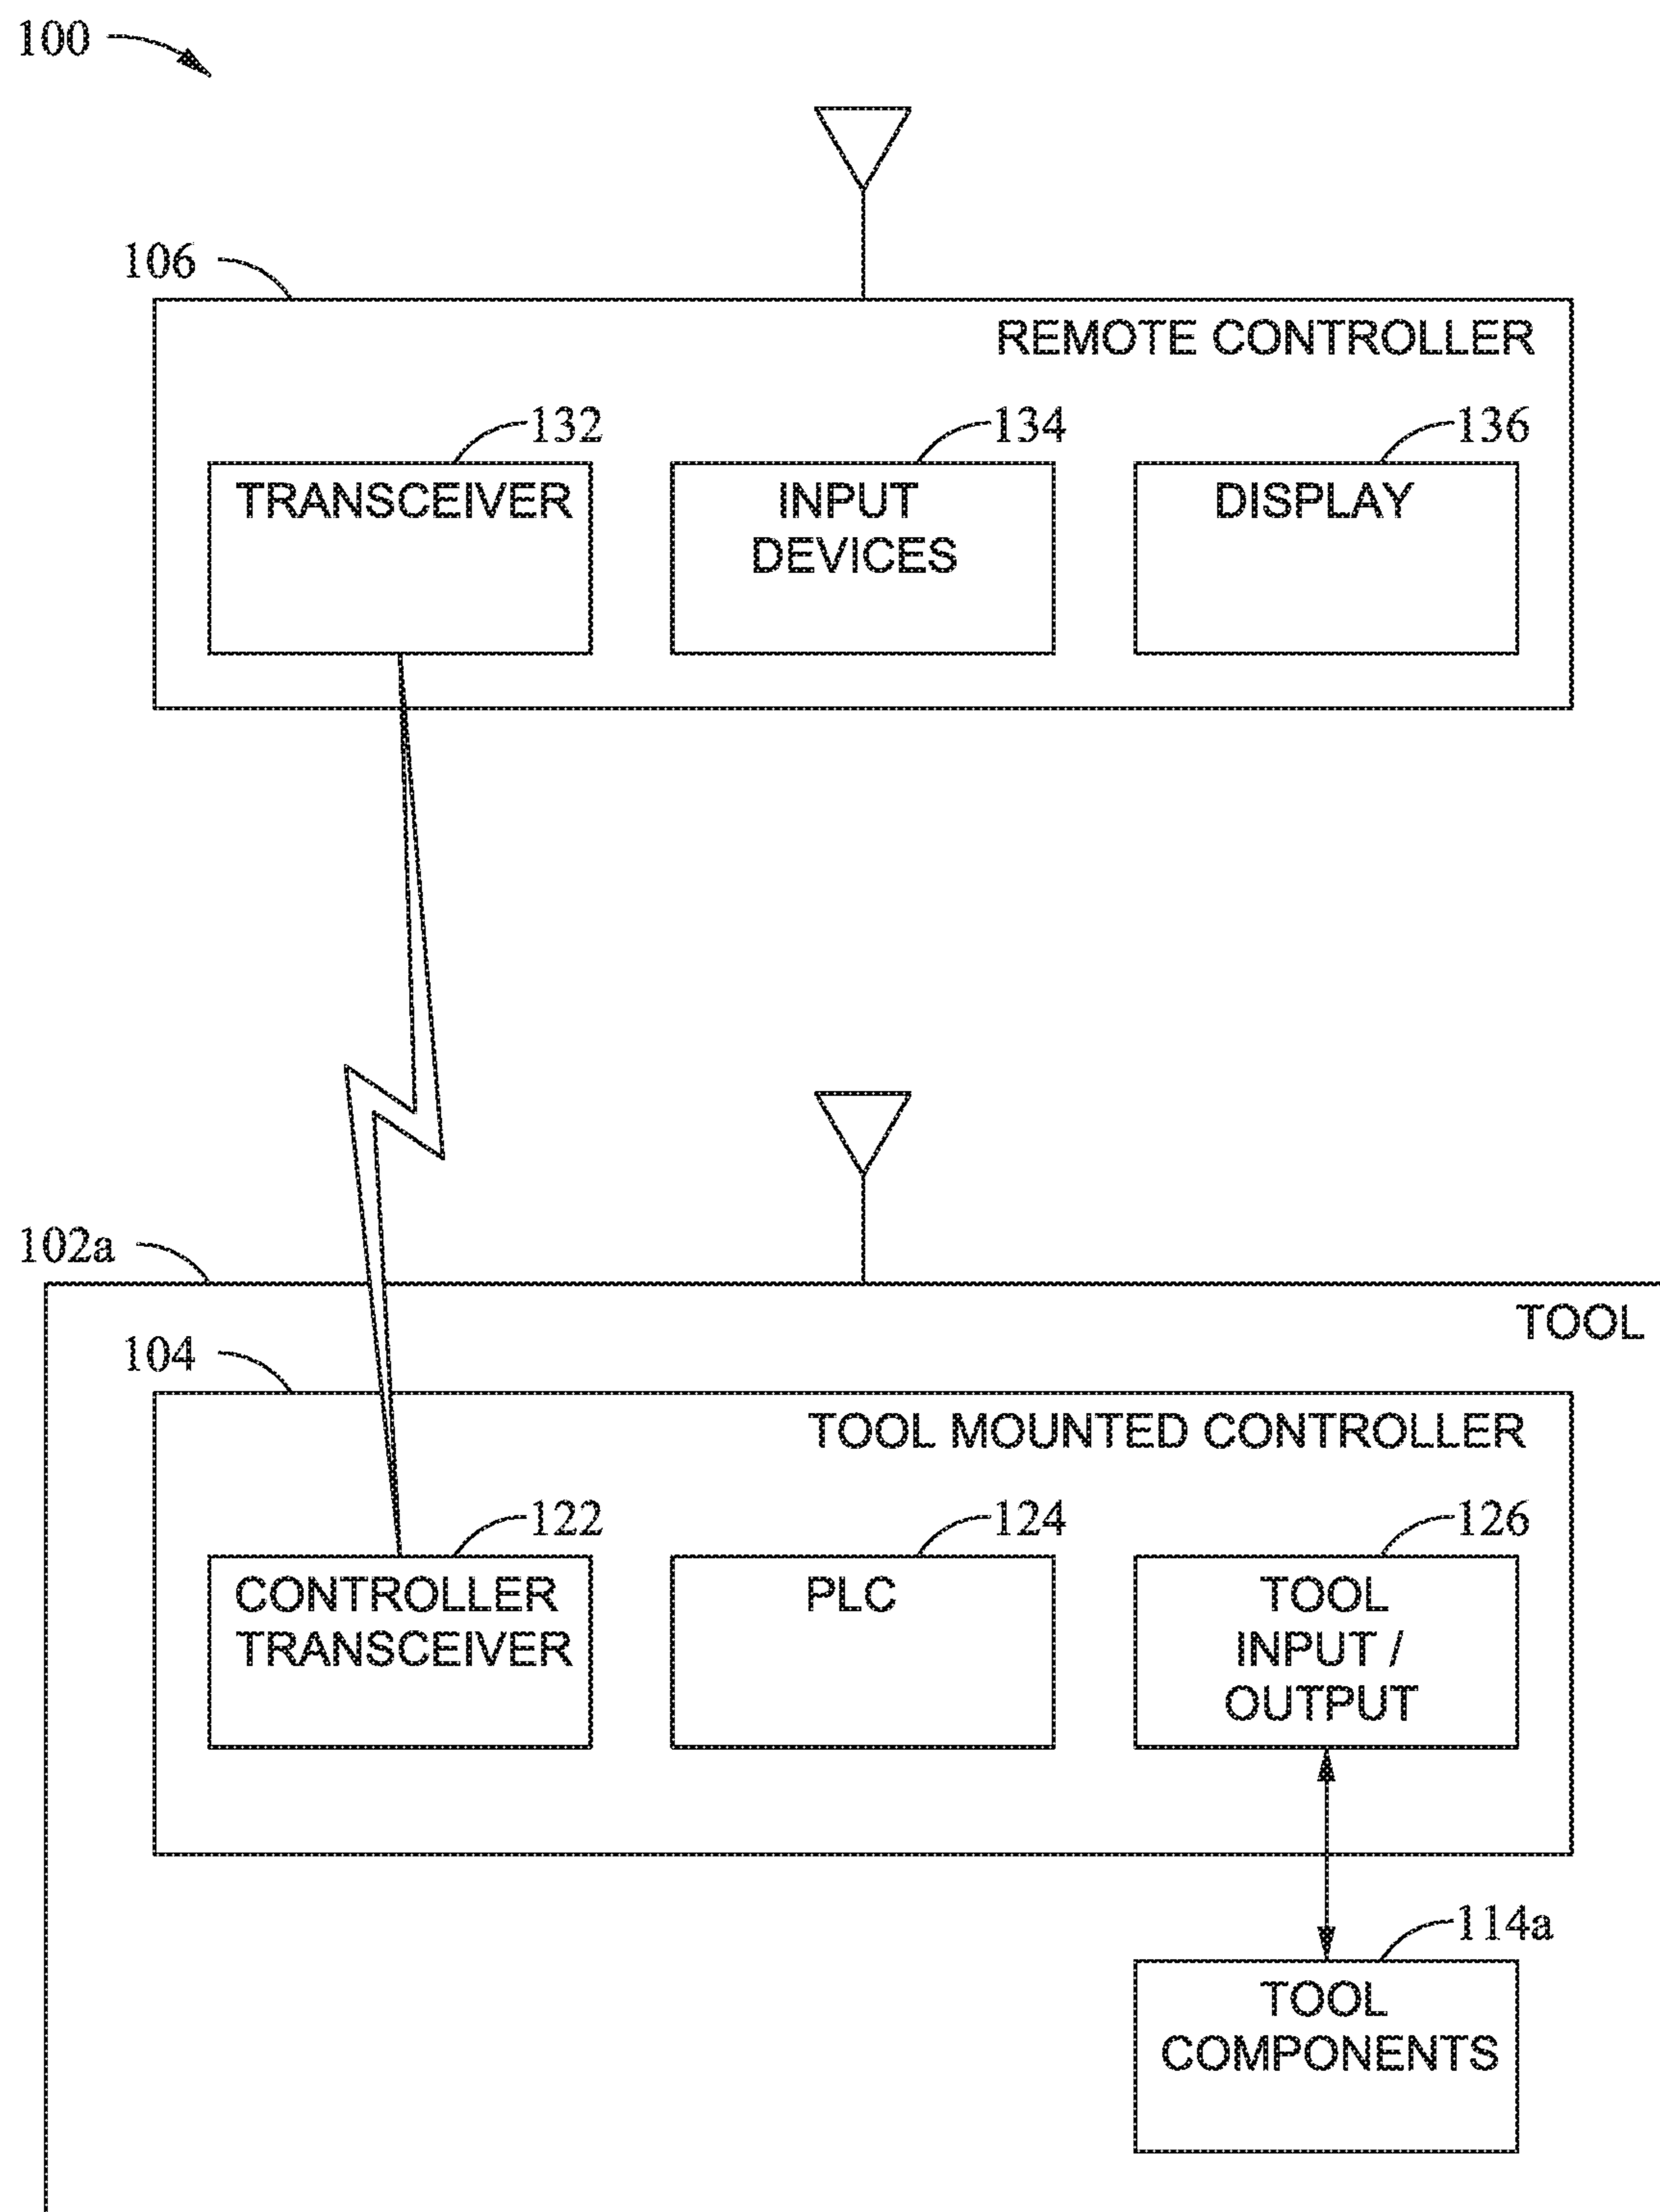 100
106
REMOTE CONTROLLER
132
134
136
TRANSCEIVER
INPUT
DEVICES
DISPLAY
102a
TOOL
104
TOOL MOUNTED CONTROLLER
122
124
126
CONTROLLER
TRANSCEIVER
PLC
TOOL
INPUT /
OUTPUT
114a
TOOL
COMPONENTS